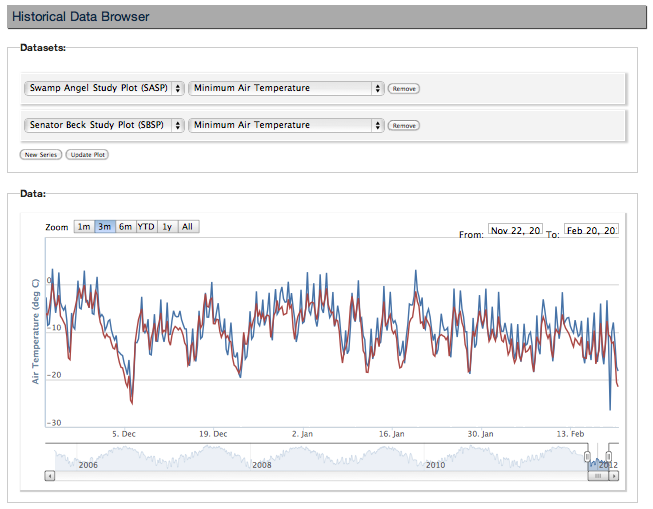 Historical Data Browser
Datasets:
Swamp Angel Study Plot (SASP) Minimum Air Temperature Remove
Senator Beck Study Plot (SBSP) Minimum Air Temperature Remove
New Series Update Plot
Data:
Zoom 1m 3m 6m YTD 1y All From: Nov 22, 20 To: Feb 20, 20
Air Temperature (deg C)
0
-10
-20
-30
5. Dec 19. Dec 2. Jan 16. Jan 30. Jan 13. Feb
2006 2008 2010 2012